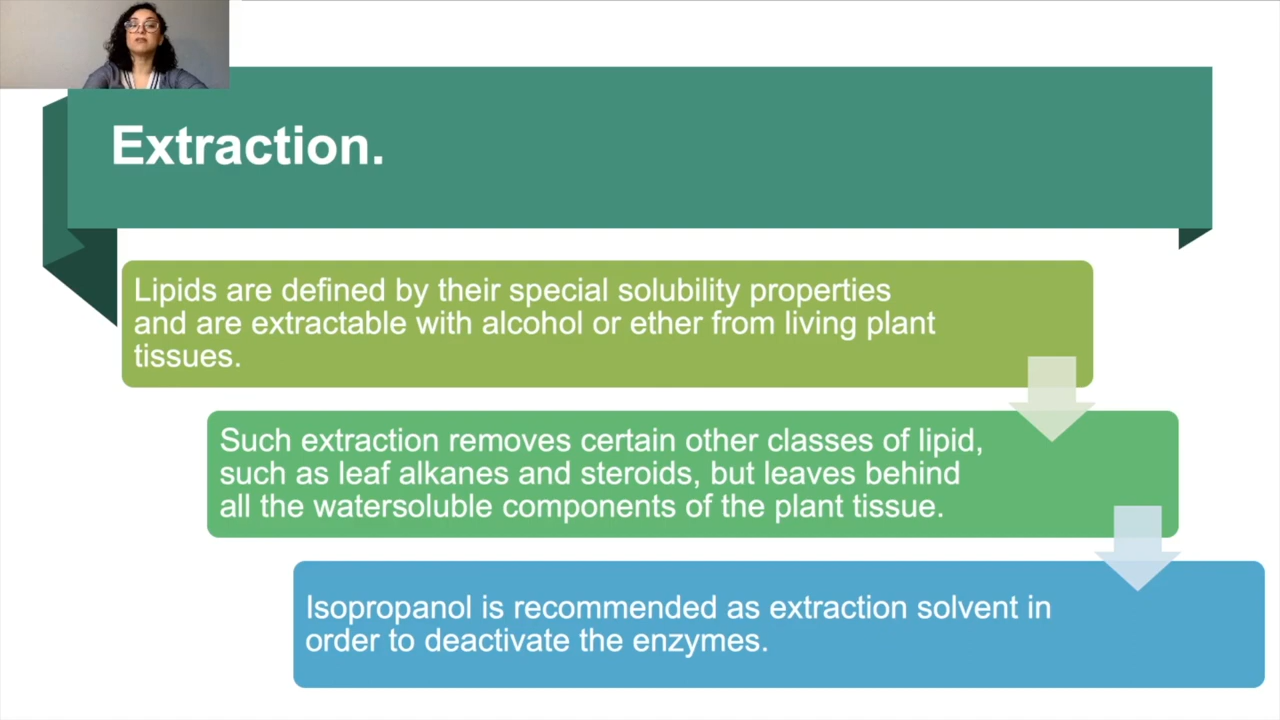 Extraction.
Lipids are defined by their special solubility properties
and are extractable with alcohol or ether from living plant
tissues.
Such extraction removes certain other classes of lipid,
such as leaf alkanes and steroids, but leaves behind
all the watersoluble components of the plant tissue.
Isopropanol is recommended as extraction solvent in
order to deactivate the enzymes.